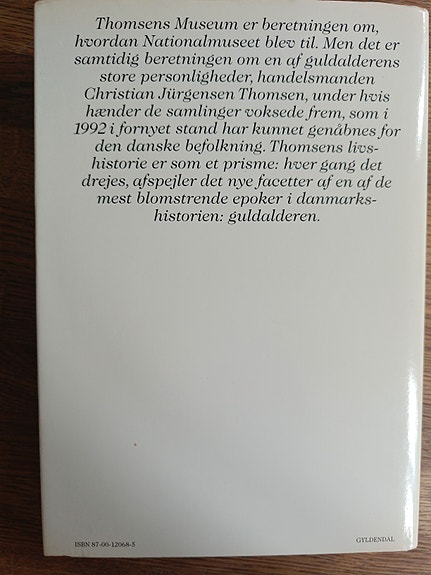 Thomsens Museum er beretningen om,
hvordan Nationalmuseet blev til. Men det er
samtidig beretningen om en af guldalderens
store personligheder, handelsmanden
Christian Jürgensen Thomsen, under hvis
hænder de samlinger voksede frem, som i
1992 i fornyet stand har kunnet genåbnes for
den danske befolkning. Thomsens livs-
historie er som et prisme: hver gang det
drejes, afspejler det nye facetter af en af de
mest blomstrende epoker i danmarks-
historien: guldalderen.
ISBN 87-00-12068-5
GYLDENDAL